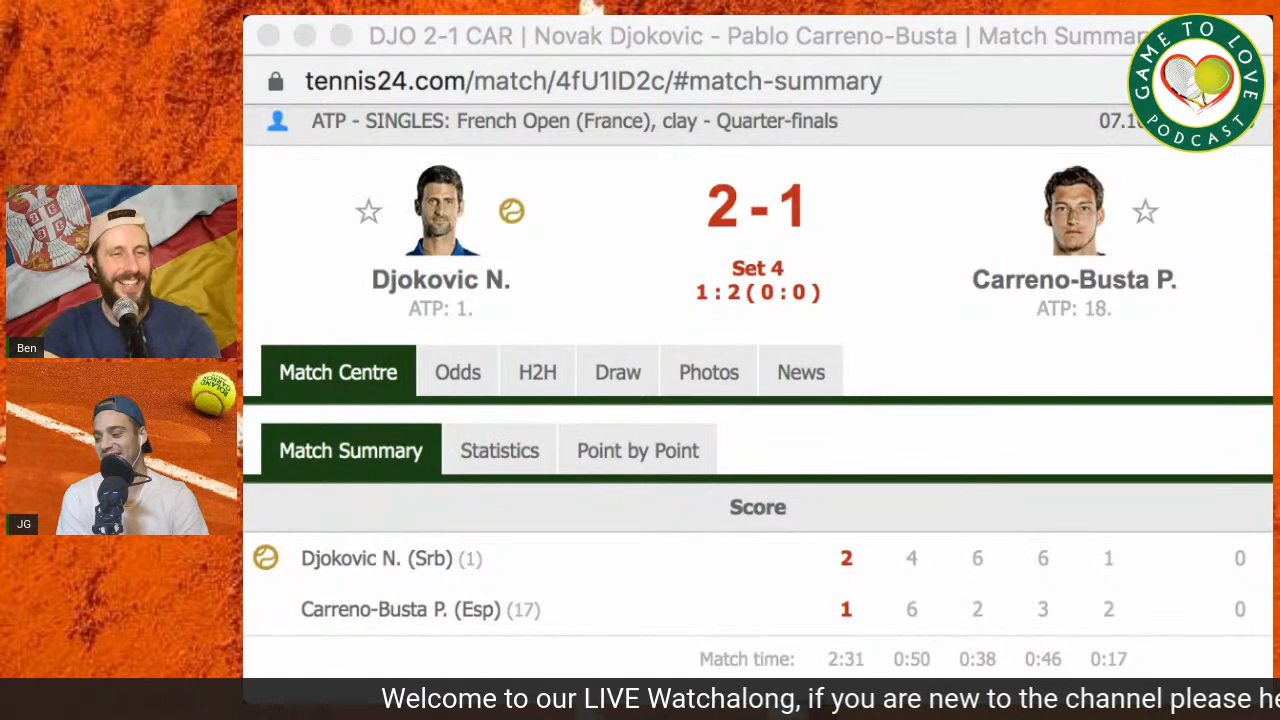 DJO 2-1 CAR | Novak Djokovic - Pablo Carreno-Busta | Match Summar
tennis24.com/match/4fU1ID2c/#match-summary
GAME TO LOVE
PODCAST
ATP - SINGLES: French Open (France), clay - Quarter-finals
07.1
2 - 1
Set 4
1 : 2 ( 0 : 0 )
Djokovic N.
ATP: 1.
Carreno-Busta P.
ATP: 18.
Ben
Match Centre Odds H2H Draw Photos News
ROLAND
Match Summary Statistics Point by Point
Score
JG
Djokovic N. (Srb) (1) 2 4 6 6 1 0
Carreno-Busta P. (Esp) (17) 1 6 2 3 2 0
Match time: 2:31 0:50 0:38 0:46 0:17
Welcome to our LIVE Watchalong, if you are new to the channel please he